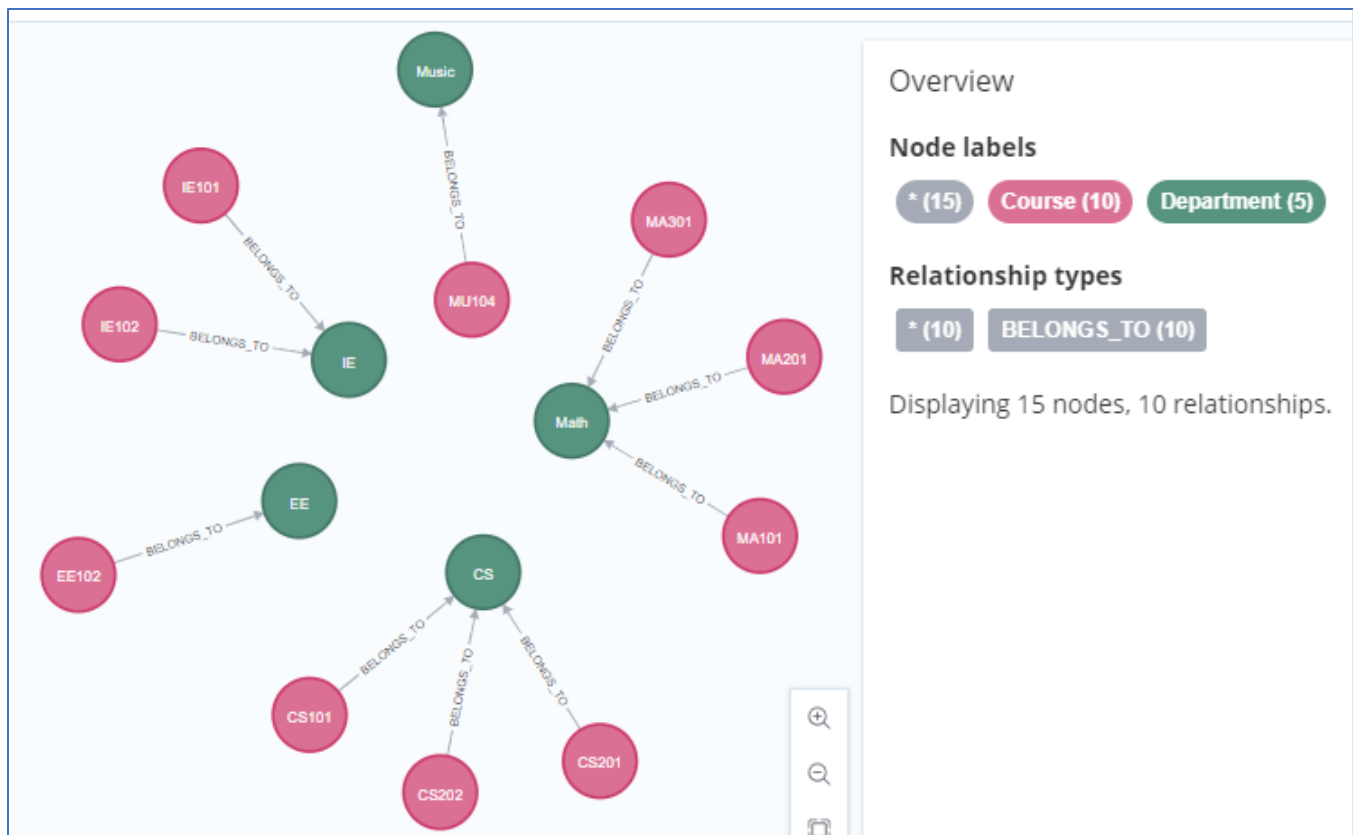 Music
BELONGS_TO
IE101
BELONGS_TO
MA301
BELONGS_TO
MU104
IE102
BELONGS_TO
IE
MA201
BELONGS_TO
Math
BELONGS_TO
MA101
EE
BELONGS_TO
EE102
CS
BELONGS_TO
BELONGS_TO
BELONGS_TO
CS101
CS202
CS201
Overview
Node labels
* (15) Course (10) Department (5)
Relationship types
* (10) BELONGS_TO (10)
Displaying 15 nodes, 10 relationships.